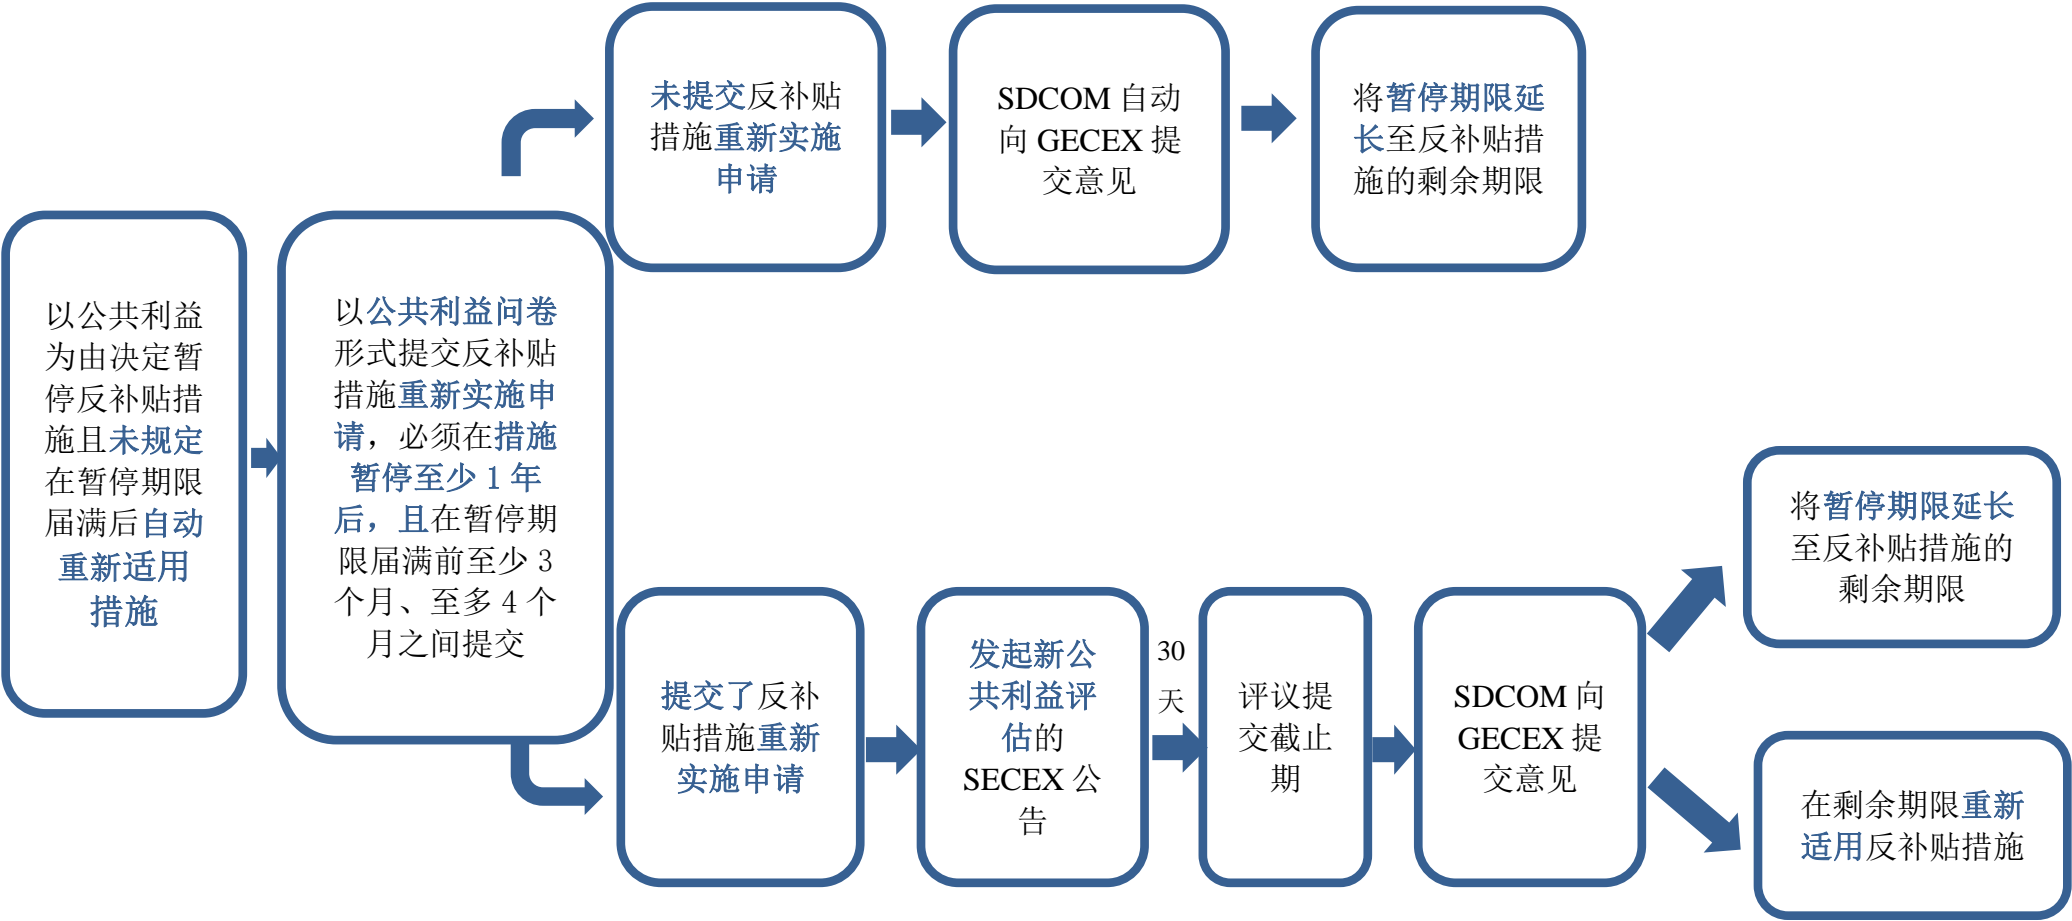 未提交反补贴
措施重新实施
申请
SDCOM 自动
向 GECEX 提
交意见
将暂停期限延
长至反补贴措
施的剩余期限
以公共利益
为由决定暂
停反补贴措
施且未规定
在暂停期限
届满后自动
重新适用
措施
以公共利益问卷
形式提交反补贴
措施重新实施申
请，必须在措施
暂停至少 1 年
后，且在暂停期
限届满前至少 3
个月、至多 4 个
月之间提交
提交了反补
贴措施重新
实施申请
发起新公
共利益评
估的
SECEX 公
告
30
天
评议提
交截止
期
SDCOM 向
GECEX 提
交意见
将暂停期限延长
至反补贴措施的
剩余期限
在剩余期限重新
适用反补贴措施